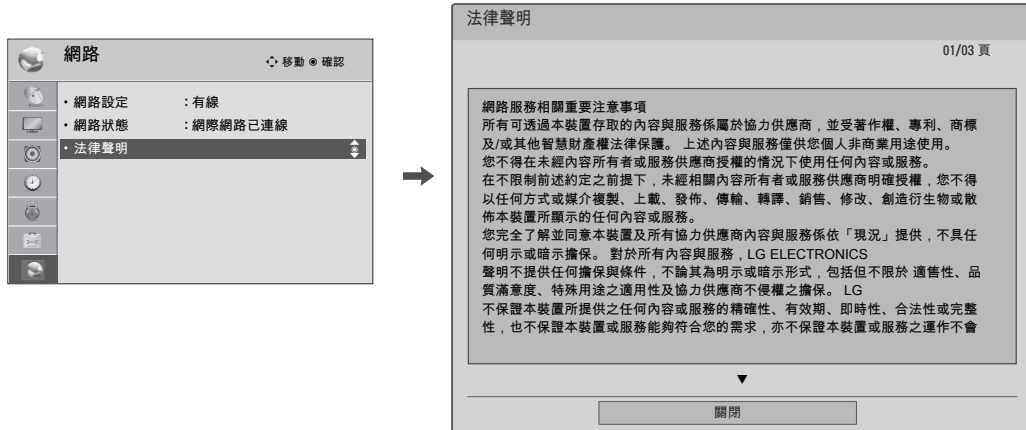 網路
移動 ◉ 確認
・網路設定 : 有線
・網路狀態 : 網際網路已連線
・法律聲明
法律聲明
01/03 頁
網路服務相關重要注意事項
所有可透過本裝置存取的內容與服務係屬於協力供應商，並受著作權、專利、商標
及/或其他智慧財產權法律保護。 上述內容與服務僅供您個人非商業用途使用。
您不得在未經內容所有者或服務供應商授權的情況下使用任何內容或服務。
在不限制前述約定之前提下，未經相關內容所有者或服務供應商明確授權，您不得
以任何方式或媒介複製、上載、發佈、傳輸、轉譯、銷售、修改、創造衍生物或散
佈本裝置所顯示的任何內容或服務。
您完全了解並同意本裝置及所有協力供應商內容與服務係依「現況」提供，不具任
何明示或暗示擔保。 對於所有內容與服務，LG ELECTRONICS
聲明不提供任何擔保與條件，不論其為明示或暗示形式，包括但不限於 適售性、品
質滿意度、特殊用途之適用性及協力供應商不侵權之擔保。 LG
不保證本裝置所提供之任何內容或服務的精確性、有效期、即時性、合法性或完整
性，也不保證本裝置或服務能夠符合您的需求，亦不保證本裝置或服務之運作不會
關閉